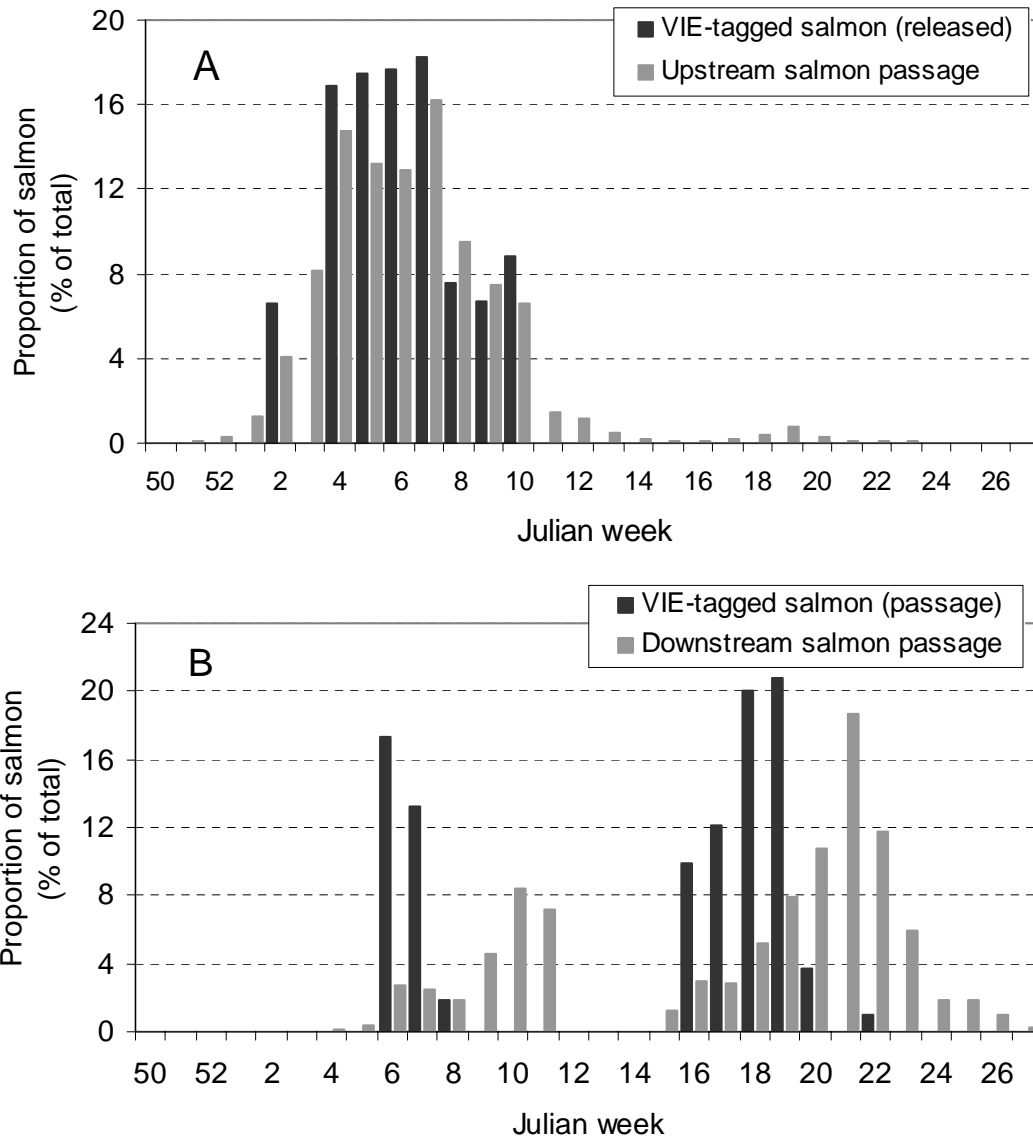 20
VIE-tagged salmon (released)
A
Upstream salmon passage
16
12
8
4
0
Proportion of salmon
(% of total)
50 52 2 4 6 8 10 12 14 16 18 20 22 24 26
Julian week
VIE-tagged salmon (passage)
24
B
Downstream salmon passage
20
16
12
8
4
0
Proportion of salmon
(% of total)
50 52 2 4 6 8 10 12 14 16 18 20 22 24 26
Julian week